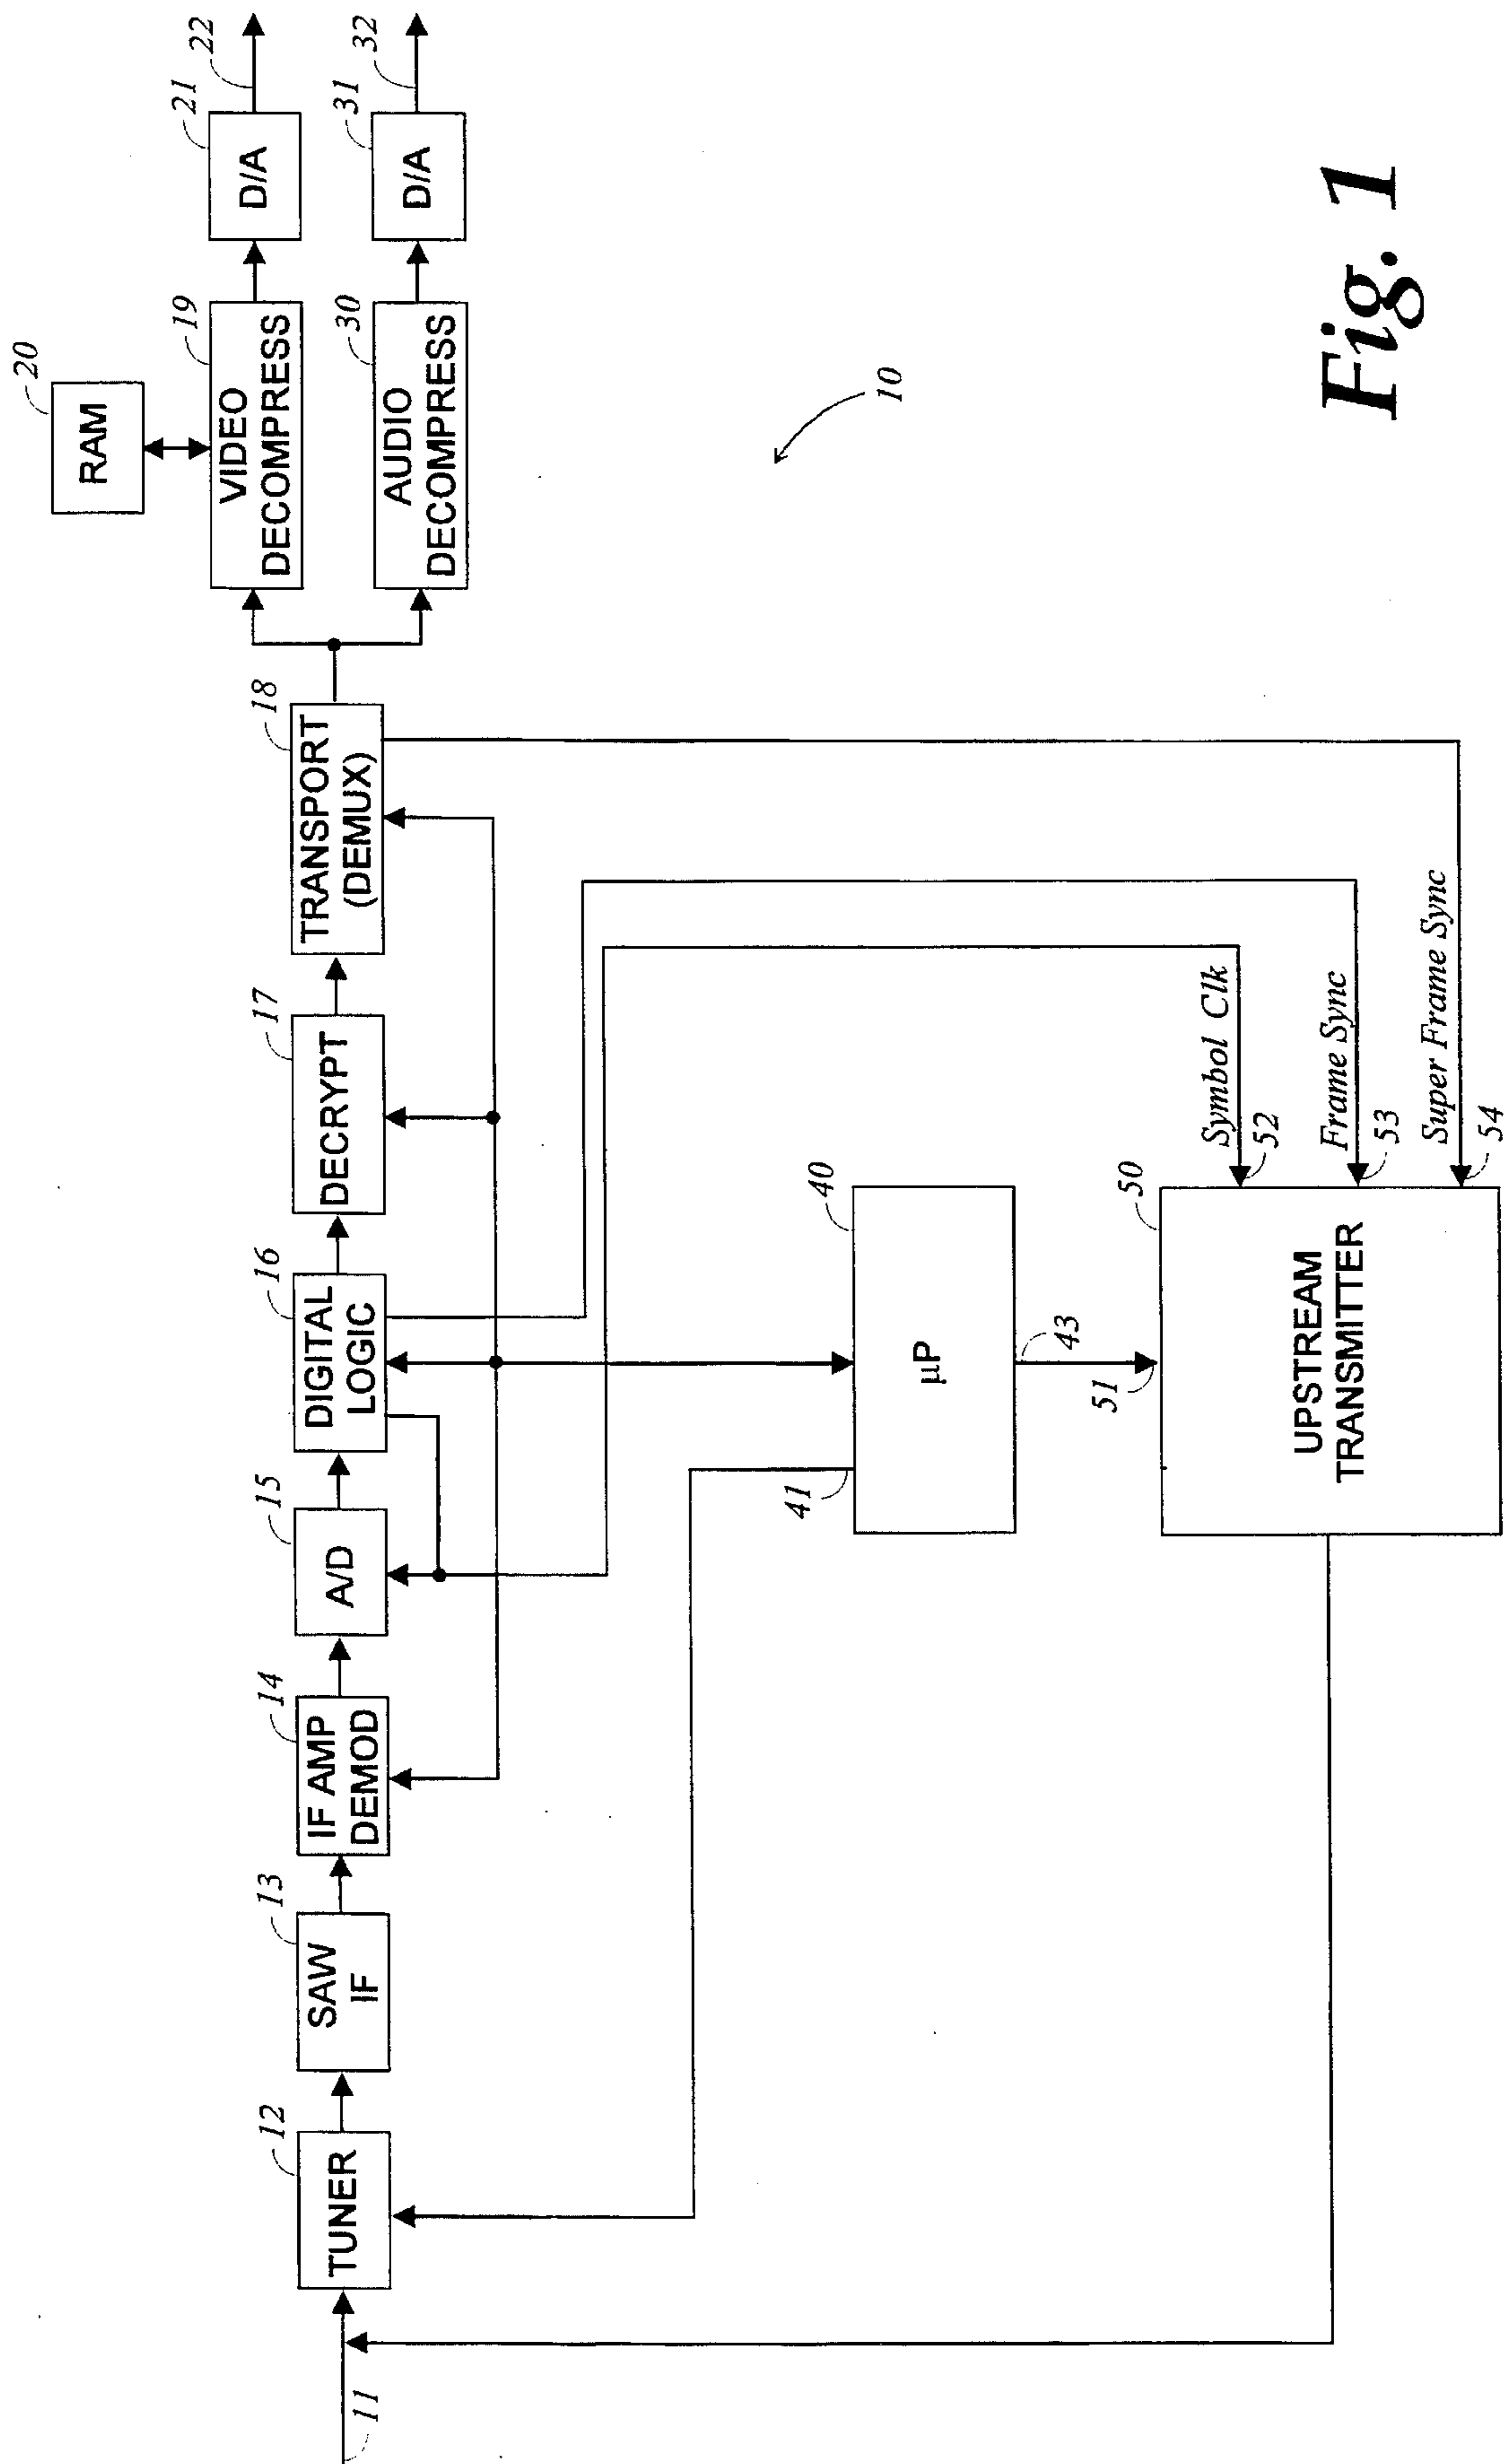 20
RAM
19
VIDEO
DECOMPRESS
21
D/A
22
30
AUDIO
DECOMPRESS
31
D/A
32
11
12
TUNER
13
SAW
IF
14
IF AMP
DEMOD
15
A/D
16
DIGITAL
LOGIC
17
DECRYPT
18
TRANSPORT
(DEMUX)
10
41
40
µP
43
51
50
UPSTREAM
TRANSMITTER
Symbol Clk
52
Frame Sync
53
Super Frame Sync
54
Fig. 1